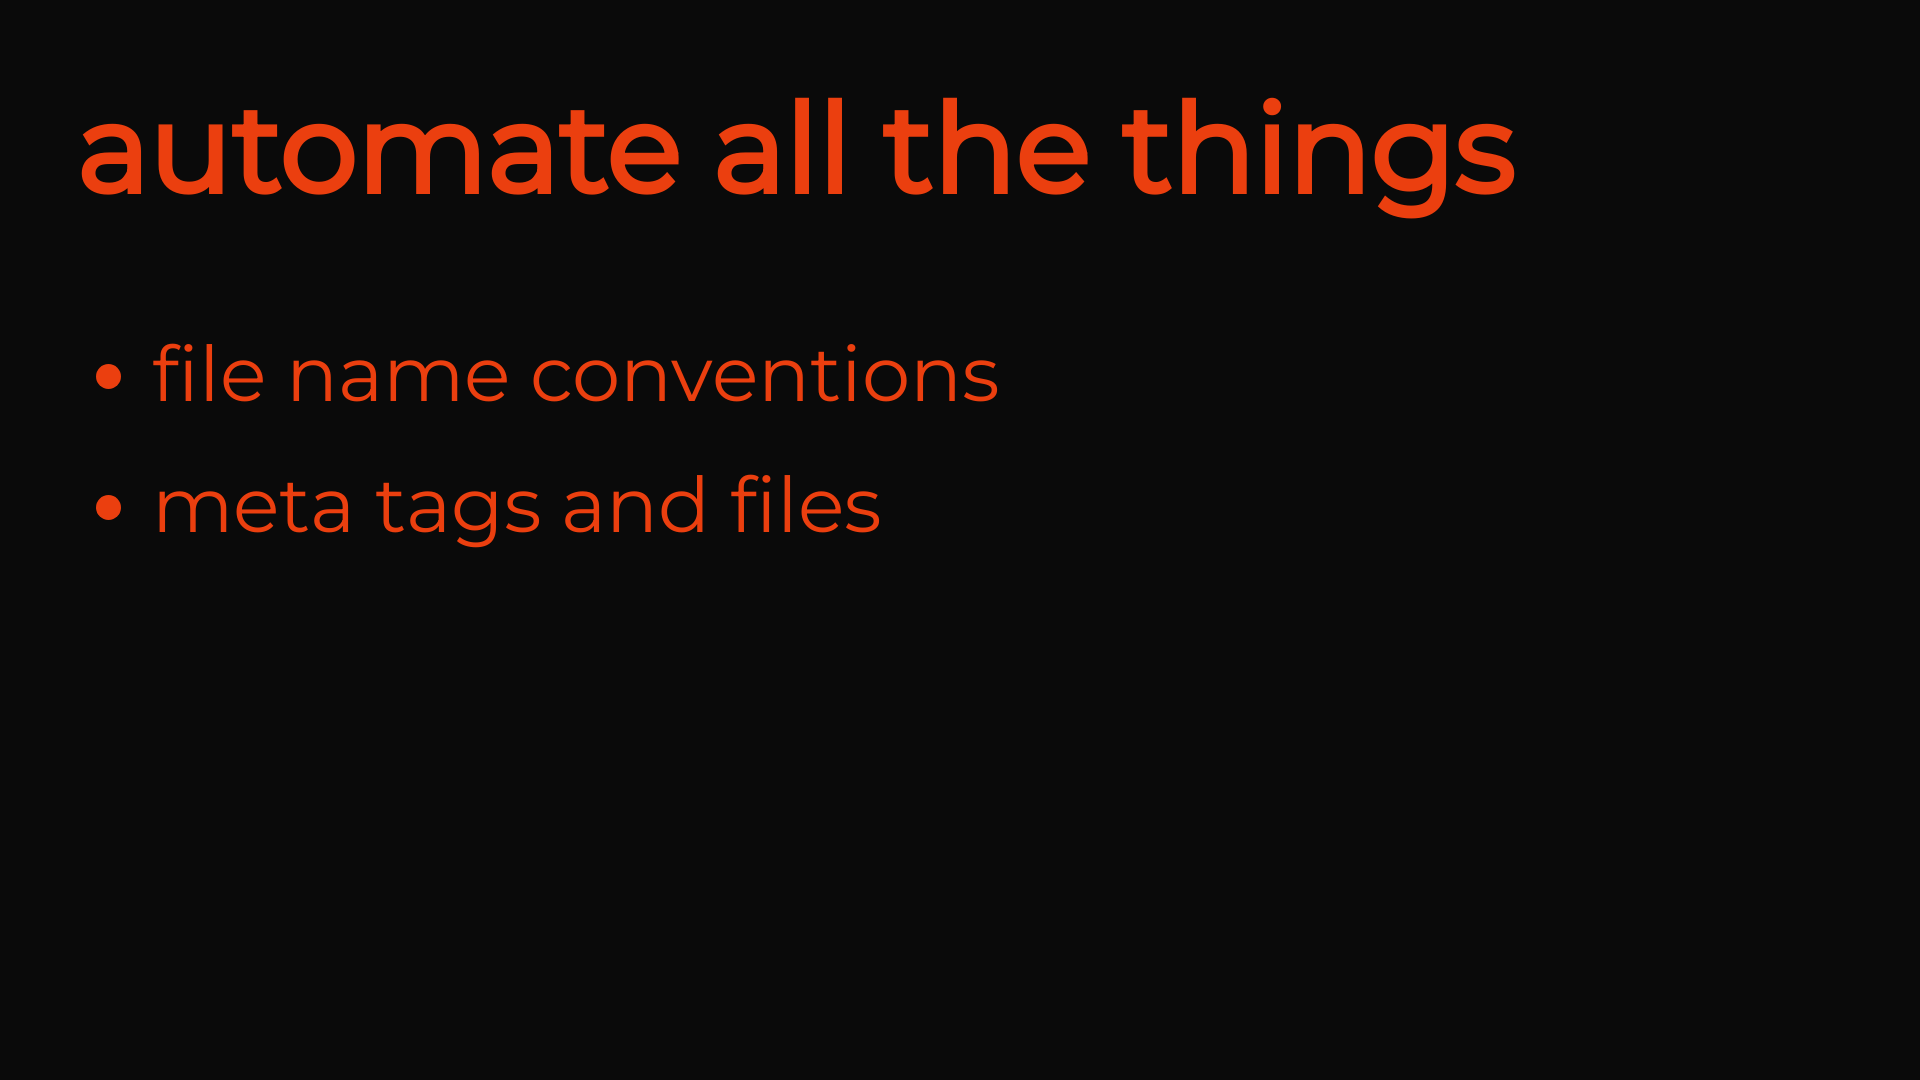 automate all the things
• file name conventions
• meta tags and files